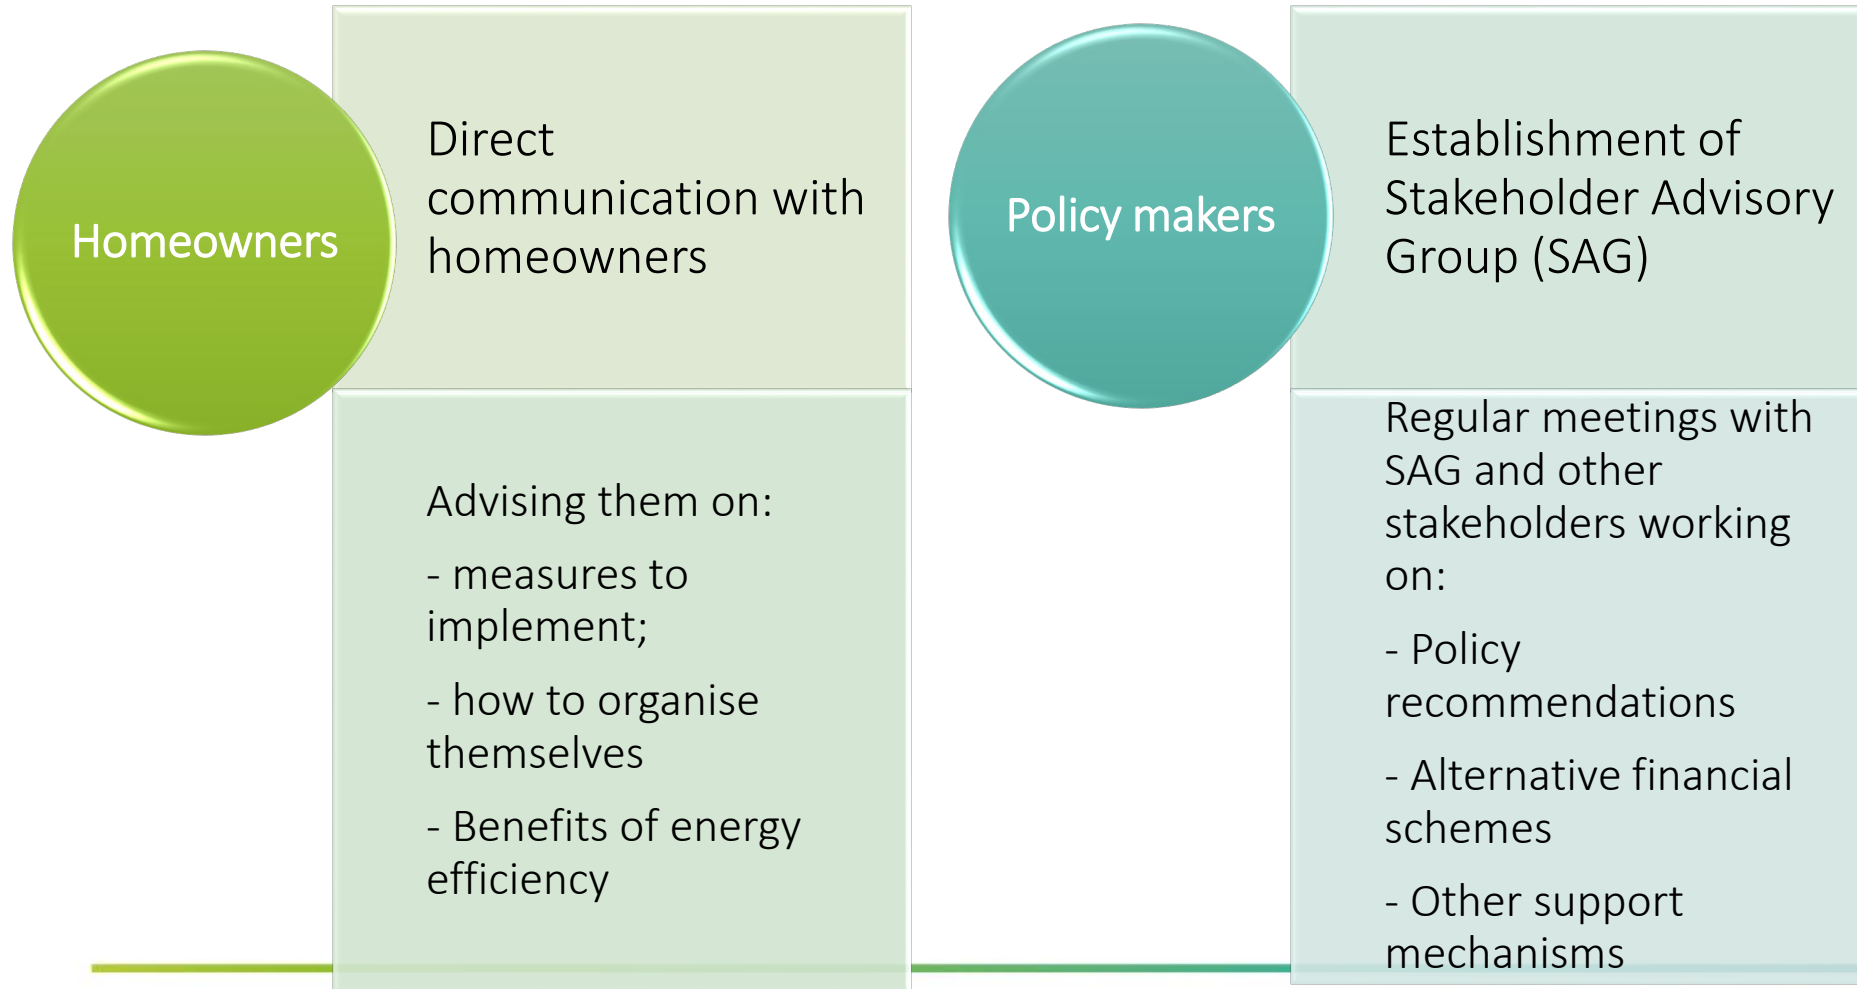 Homeowners
Direct
communication with
homeowners
Advising them on:
- measures to
implement;
- how to organise
themselves
- Benefits of energy
efficiency
Policy makers
Establishment of
Stakeholder Advisory
Group (SAG)
Regular meetings with
SAG and other
stakeholders working
on:
- Policy
recommendations
- Alternative financial
schemes
- Other support
mechanisms